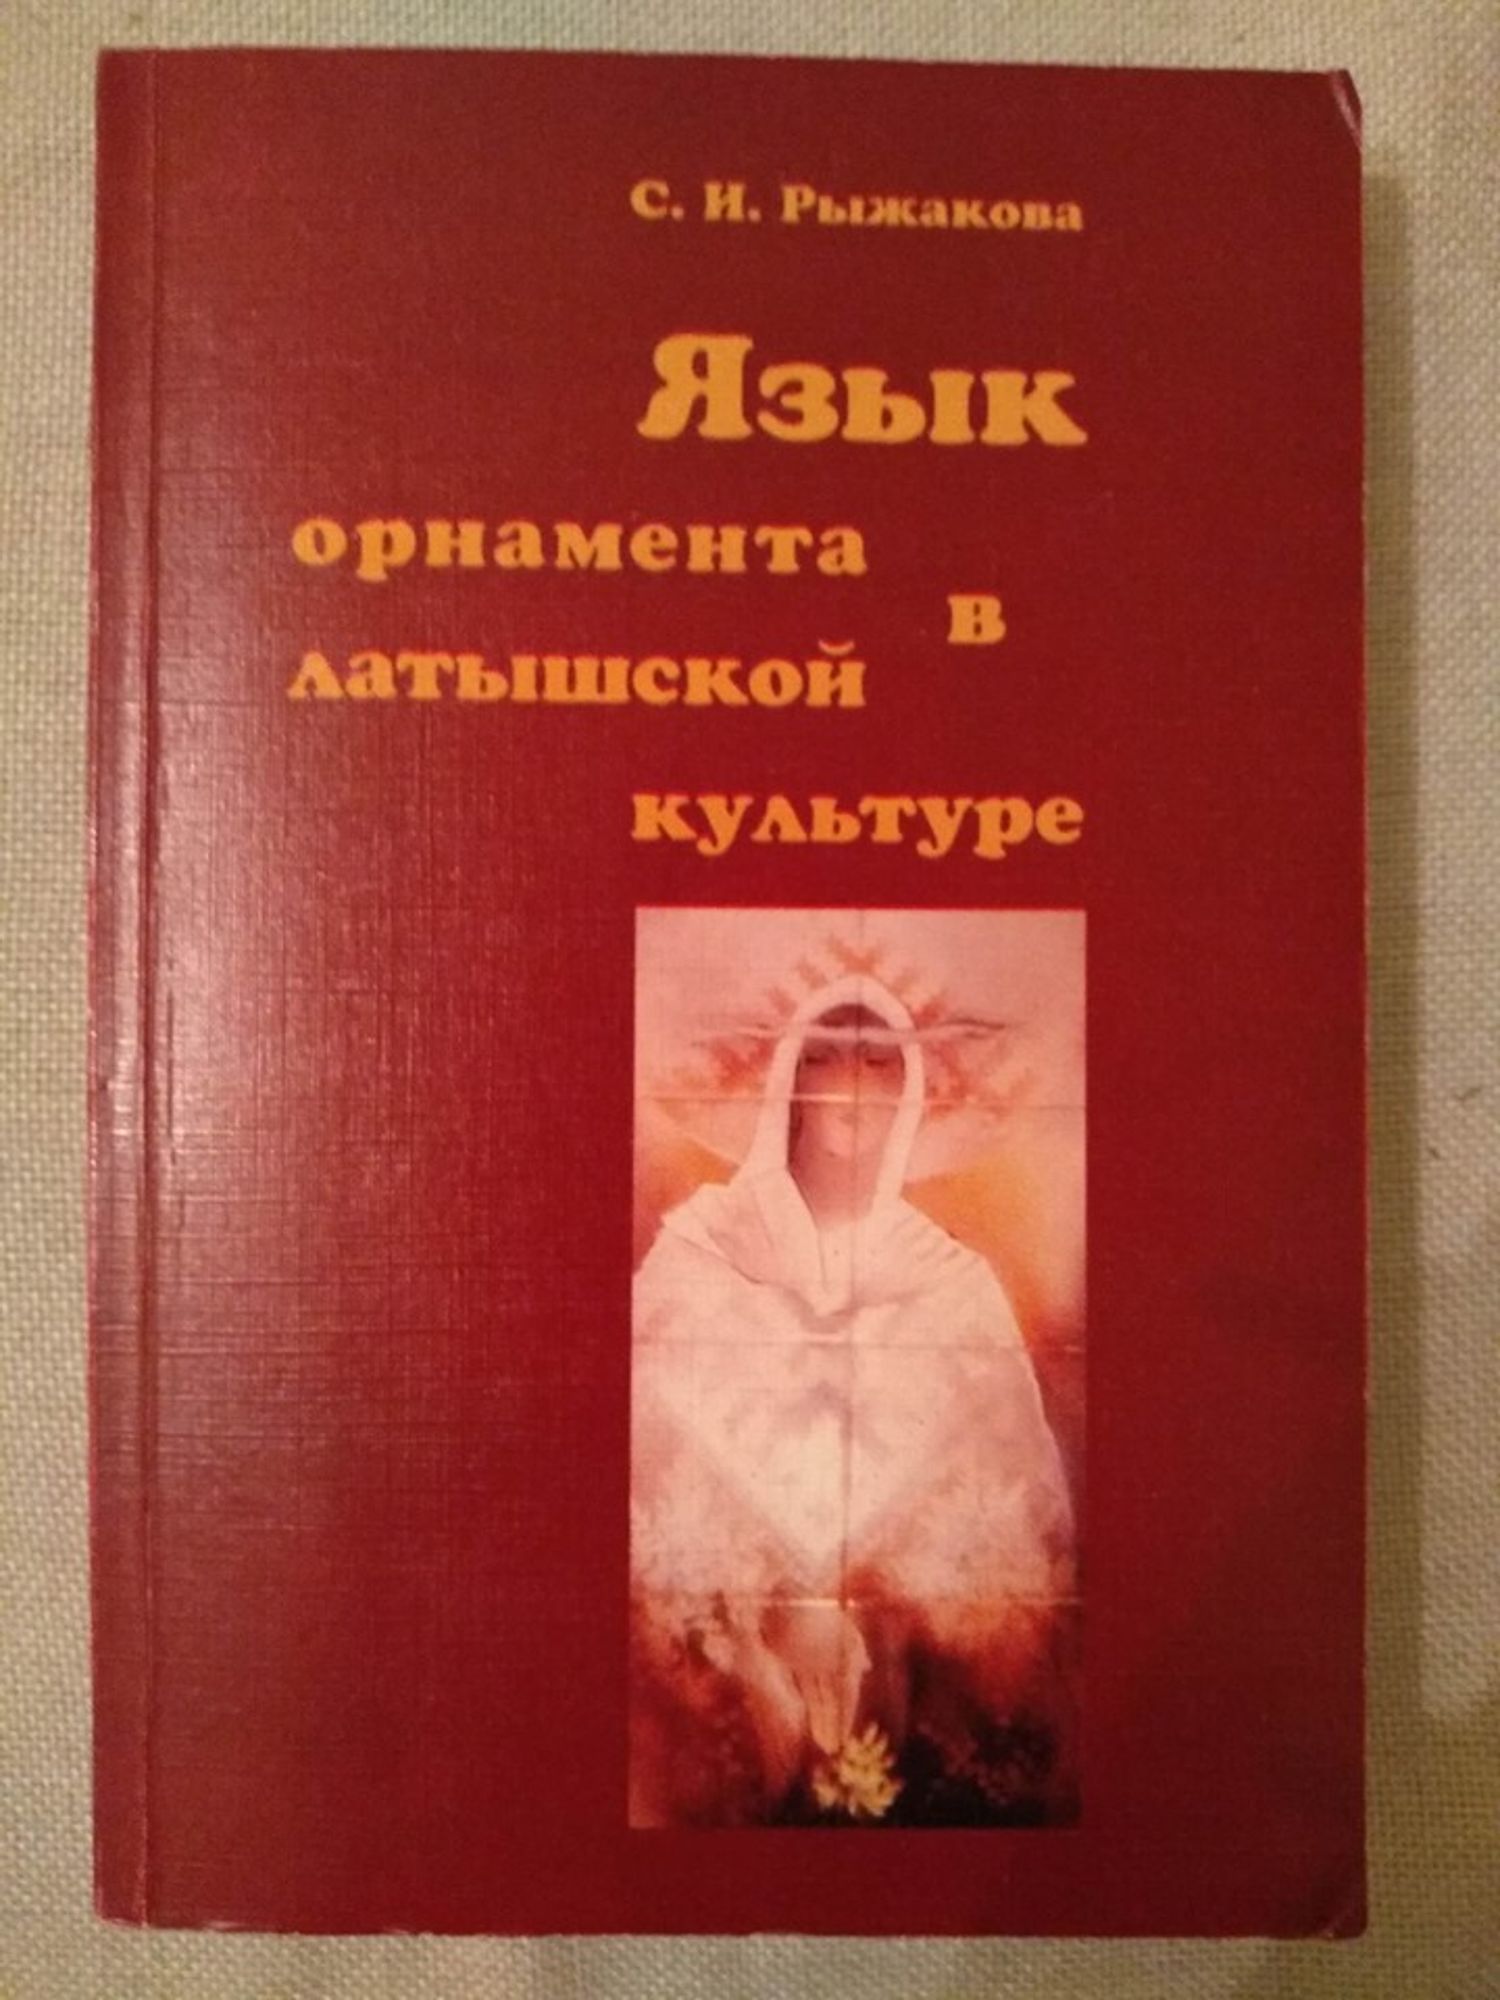 С. И. Рыжакова
Язык
орнамента
в
латышской
культуре